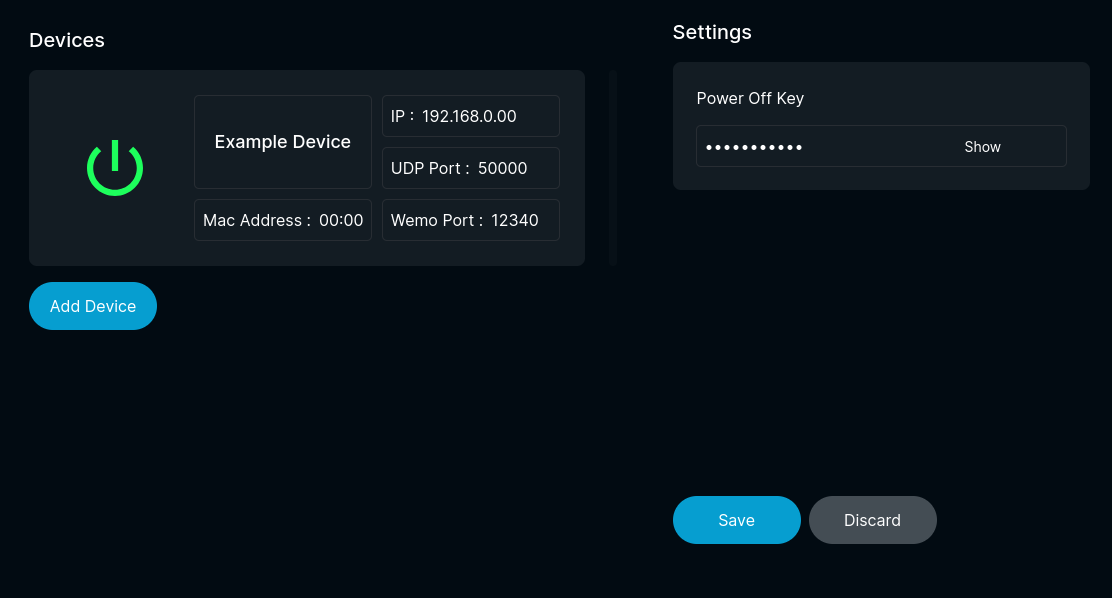 Devices
Example Device
IP : 192.168.0.00
UDP Port : 50000
Mac Address : 00:00
Wemo Port : 12340
Add Device
Settings
Power Off Key
•••••••••••
Show
Save
Discard